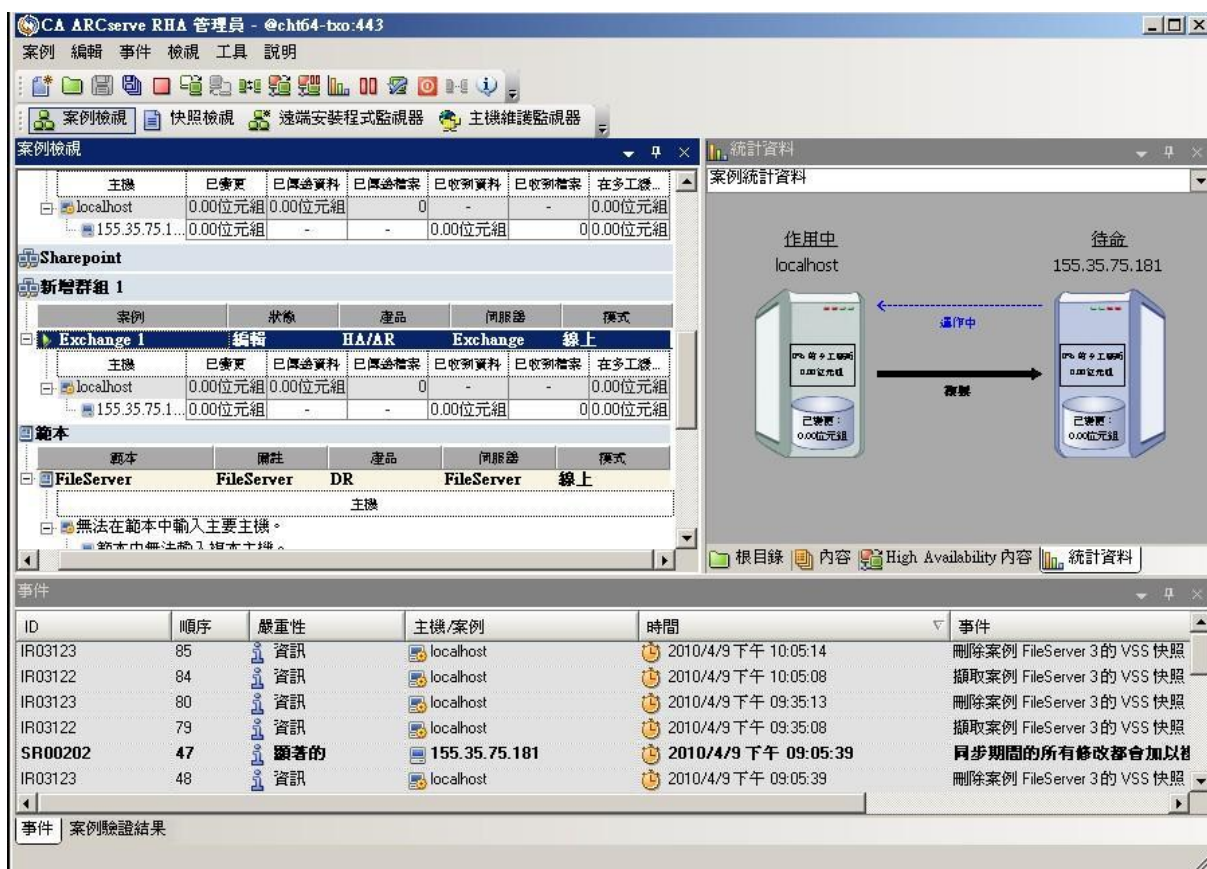 CA ARCserve RHA 管理員 - @cht64-txo:443
案例 編輯 事件 檢視 工具 說明
案例檢視 快照檢視 遠端安裝程式監視器 主機維護監視器
案例檢視
主機 已變更 已傳送資料 已傳送檔案 已收到資料 已收到檔案 在多工緩...
localhost 0.00位元組 0.00位元組 0 - - 0.00位元組
155.35.75.1... 0.00位元組 - - 0.00位元組 0 0.00位元組
Sharepoint
新增群組 1
案例 狀態 產品 伺服器 模式
Exchange 1 編輯 HA/AR Exchange 線上
主機 已變更 已傳送資料 已傳送檔案 已收到資料 已收到檔案 在多工緩...
localhost 0.00位元組 0.00位元組 0 - - 0.00位元組
155.35.75.1... 0.00位元組 - - 0.00位元組 0 0.00位元組
範本
範本 備註 產品 伺服器 模式
FileServer FileServer DR FileServer 線上
主機
無法在範本中輸入主要主機。
範本中無法輸入複本主機。
統計資料
案例統計資料
作用中
localhost
待命
155.35.75.181
運作中
複製
0.00位元組
已變更:
0.00位元組
0.00位元組
已變更:
0.00位元組
根目錄 內容 High Availability 內容 統計資料
事件
ID 順序 嚴重性 主機/案例 時間 事件
IR03123 85 資訊 localhost 2010/4/9 下午 10:05:14 刪除案例 FileServer 3 的 VSS 快照
IR03122 84 資訊 localhost 2010/4/9 下午 10:05:08 擷取案例 FileServer 3 的 VSS 快照
IR03123 80 資訊 localhost 2010/4/9 下午 09:35:13 刪除案例 FileServer 3 的 VSS 快照
IR03122 79 資訊 localhost 2010/4/9 下午 09:35:08 擷取案例 FileServer 3 的 VSS 快照
SR00202 47 顯著的 155.35.75.181 2010/4/9 下午 09:05:39 同步期間的所有修改都會加以
IR03123 48 資訊 localhost 2010/4/9 下午 09:05:39 刪除案例 FileServer 3 的 VSS 快照
事件 案例驗證結果